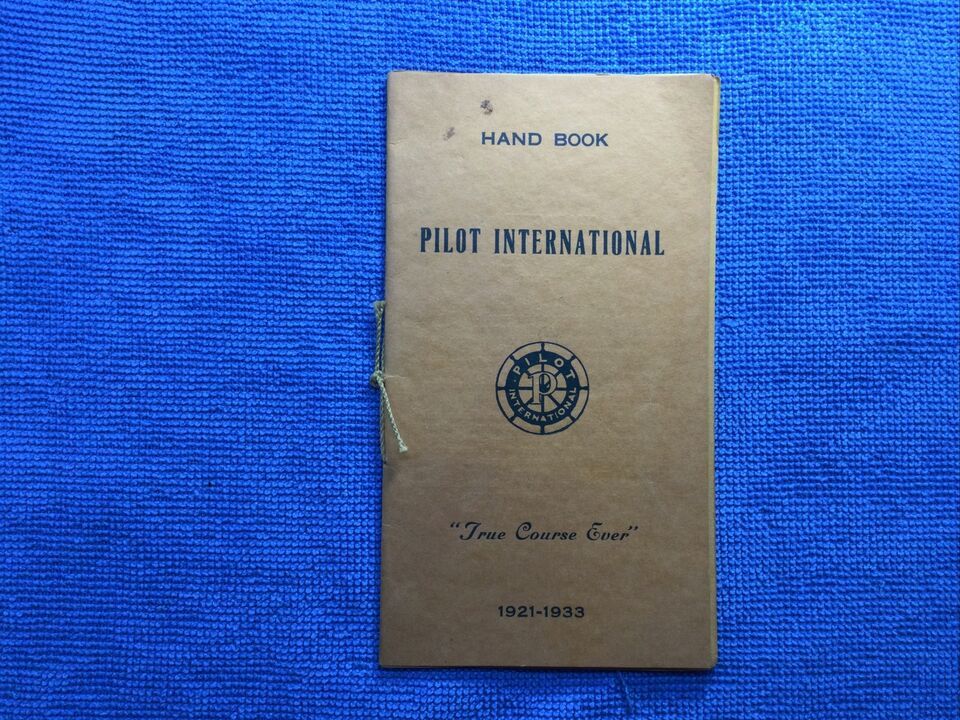 HAND BOOK
PILOT INTERNATIONAL
PILOT
P
INTERNATIONAL
"True Course Ever"
1921-1933